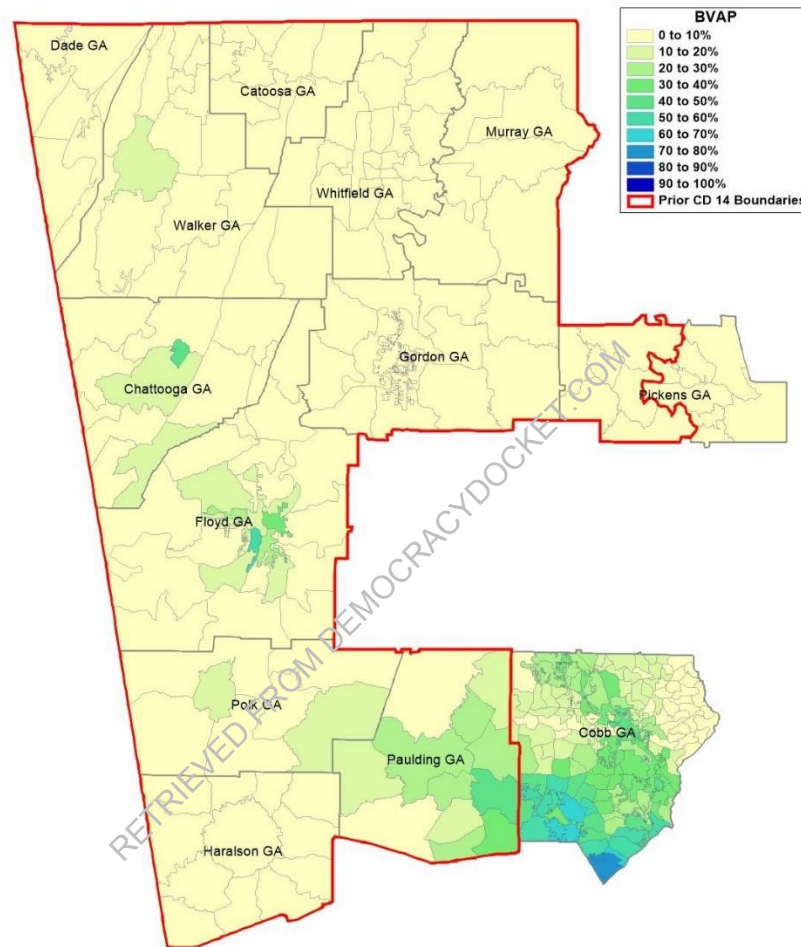 BVAP
0 to 10%
10 to 20%
20 to 30%
30 to 40%
40 to 50%
50 to 60%
60 to 70%
70 to 80%
80 to 90%
90 to 100%
Prior CD 14 Boundaries
Dade GA
Catoosa GA
Murray GA
Whitfield GA
Walker GA
Gordon GA
Chattooga GA
Pickens GA
Floyd GA
Polk GA
Cobb GA
Paulding GA
Haralson GA
RETRIEVED FROM DEMOCRACYDOCKET.COM